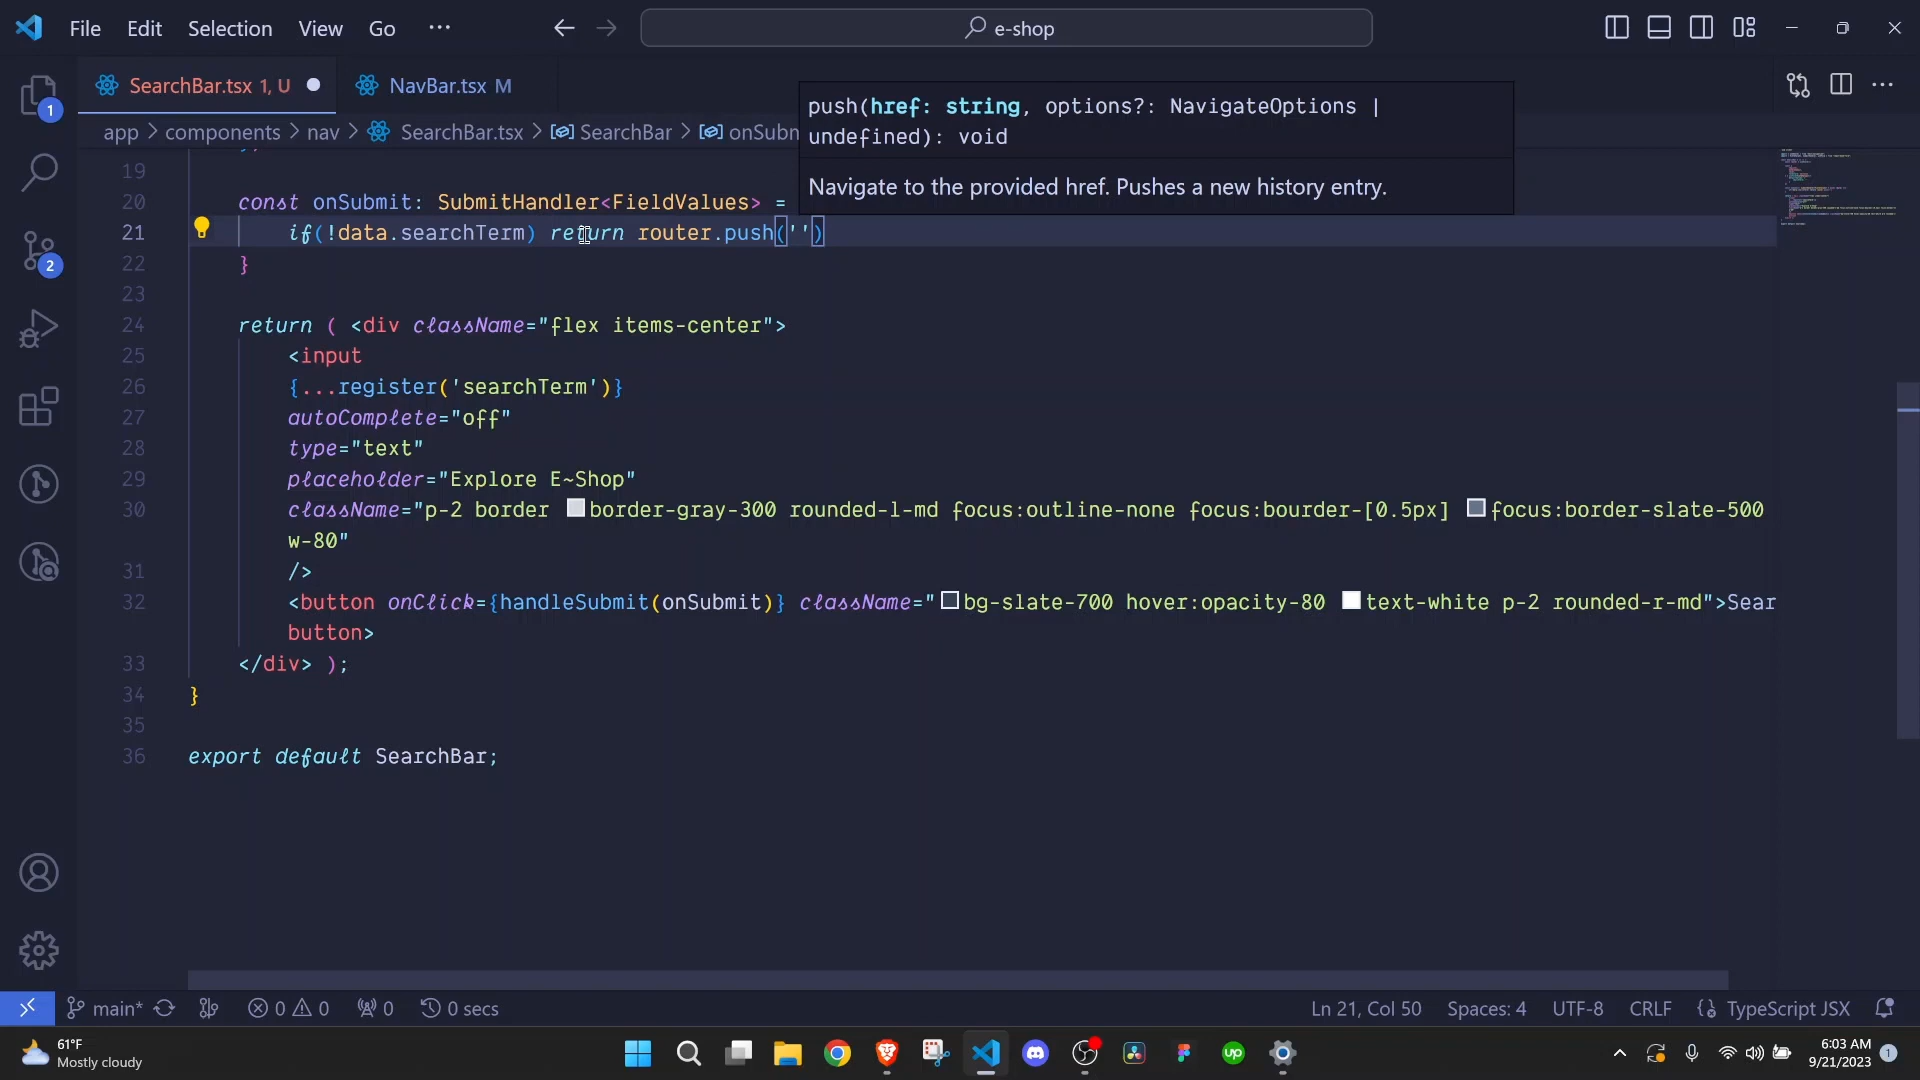 File Edit Selection View Go ···
e-shop
SearchBar.tsx 1, U
NavBar.tsx M
push(href: string, options?: NavigateOptions |
undefined): void
Navigate to the provided href. Pushes a new history entry.
app > components > nav > SearchBar.tsx > SearchBar > onSubm
19
20 const onSubmit: SubmitHandler<FieldValues> =
21 if(!data.searchTerm) return router.push('')
22 }
23
24 return ( <div className="flex items-center">
25 <input
26 {...register('searchTerm')}
27 autoComplete="off"
28 type="text"
29 placeholder="Explore E~Shop"
30 className="p-2 border border-gray-300 rounded-l-md focus:outline-none focus:bourder-[0.5px] focus:border-slate-500
w-80"
31 />
32 <button onClick={handleSubmit(onSubmit)} className="bg-slate-700 hover:opacity-80 text-white p-2 rounded-r-md">Sear
button>
33 </div> );
34 }
35
36 export default SearchBar;
1
2
main* 0 0 0 0 secs
Ln 21, Col 50 Spaces: 4 UTF-8 CRLF TypeScript JSX
61°F
Mostly cloudy
up
6:03 AM
9/21/2023
1